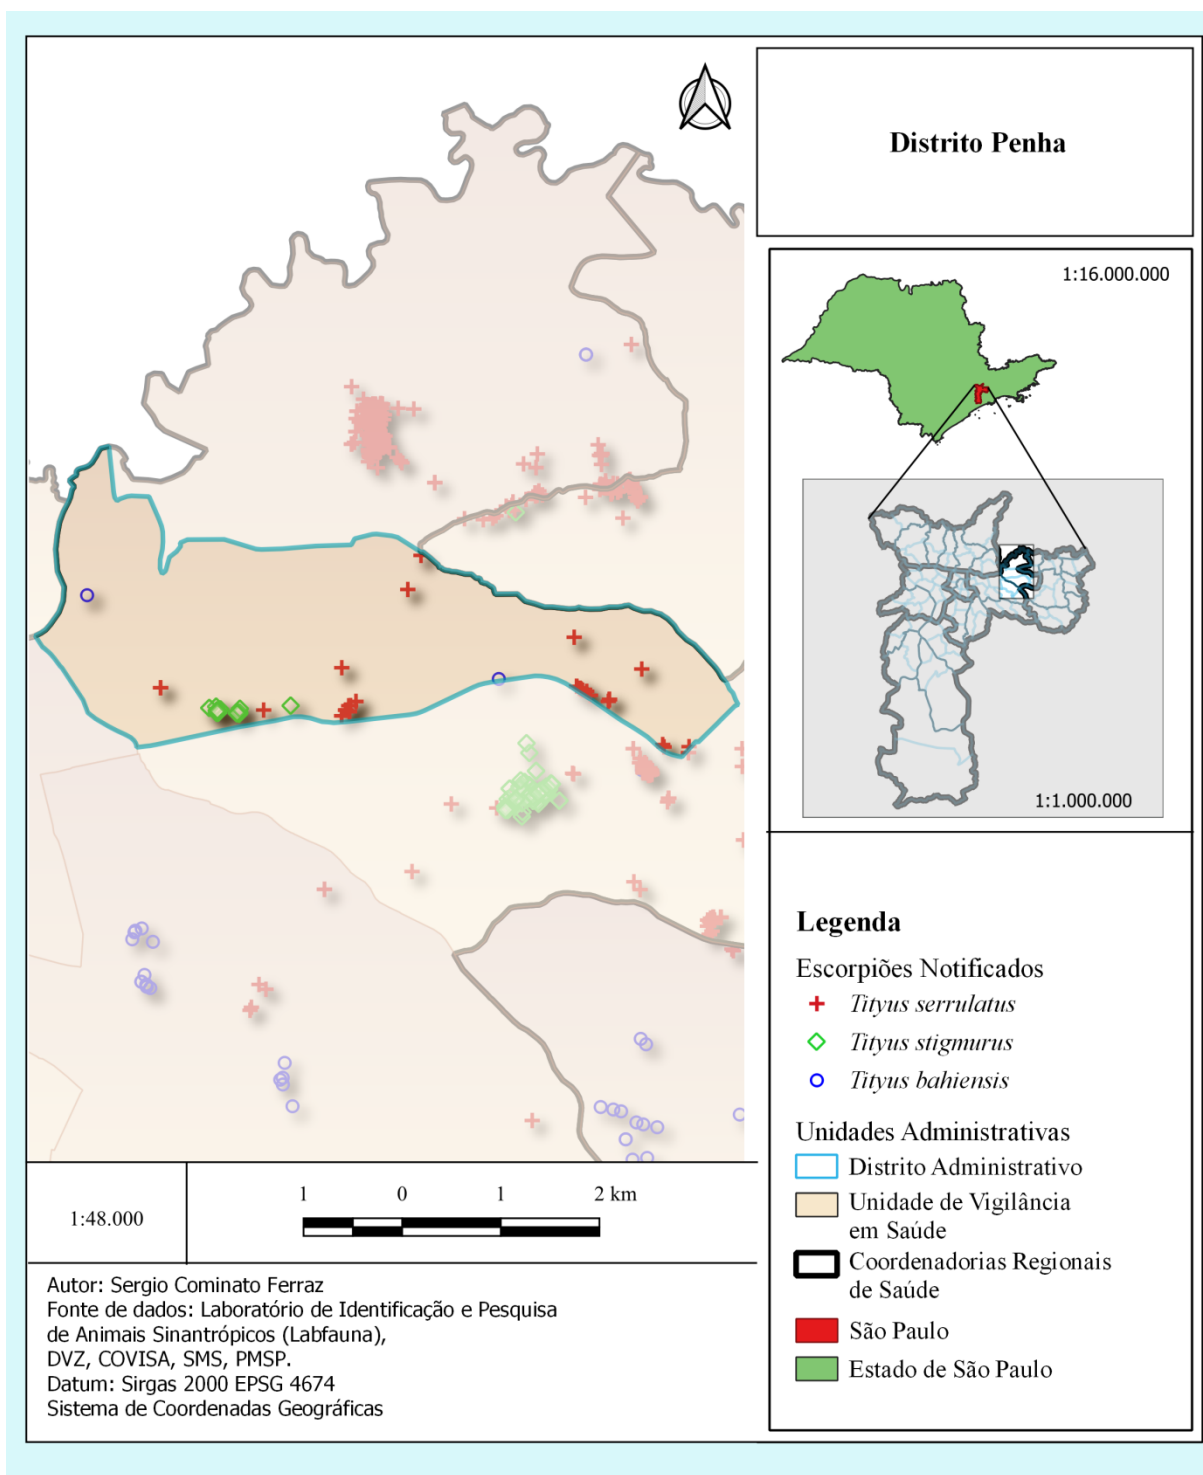 Distrito Penha
1:16.000.000
1:1.000.000
Legenda
Escorpiões Notificados
Tityus serrulatus
Tityus stigmurus
Tityus bahiensis
Unidades Administrativas
Distrito Administrativo
Unidade de Vigilância
em Saúde
Coordenadorias Regionais
de Saúde
São Paulo
Estado de São Paulo
1:48.000
1 0 1 2 km
Autor: Sergio Cominato Ferraz
Fonte de dados: Laboratório de Identificação e Pesquisa
de Animais Sinantrópicos (Labfauna),
DVZ, COVISA, SMS, PMSP.
Datum: Sirgas 2000 EPSG 4674
Sistema de Coordenadas Geográficas